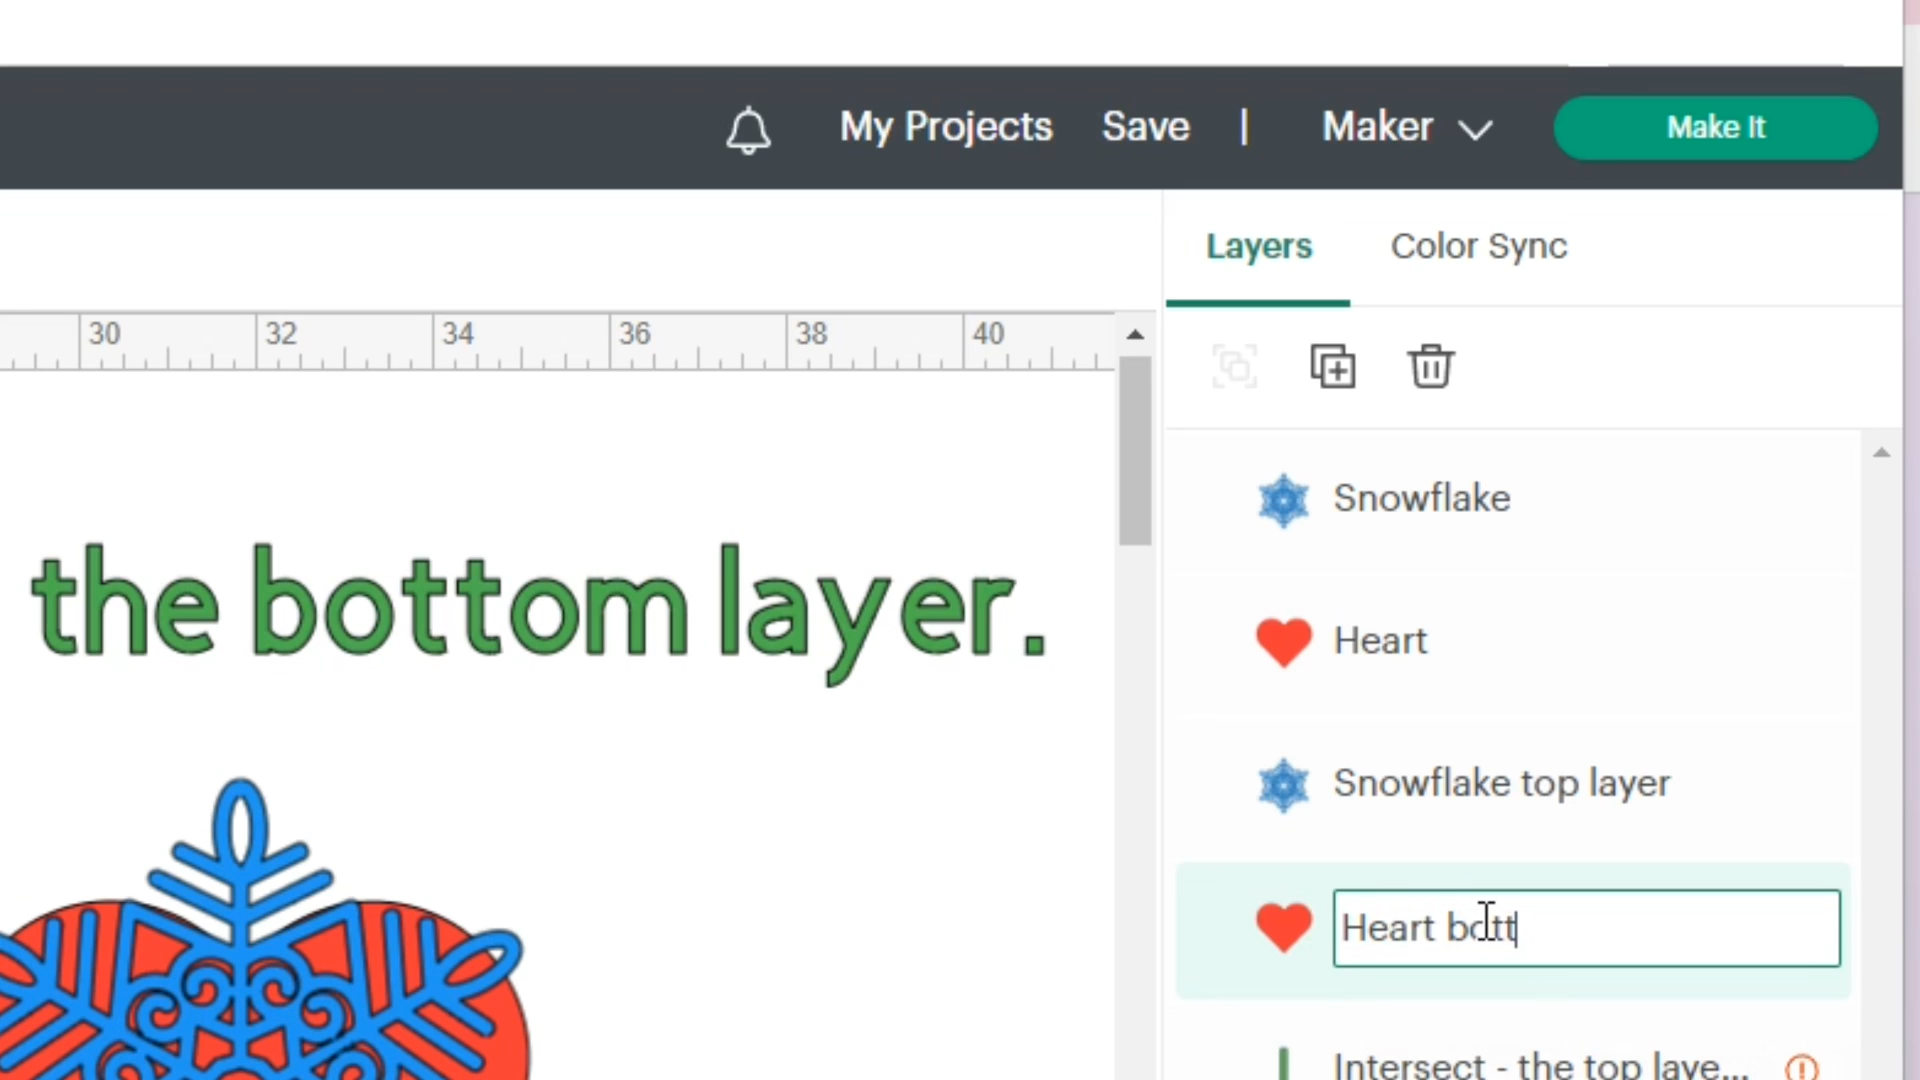 My Projects Save | Maker Make It
Layers Color Sync
30 32 34 36 38 40
Snowflake
the bottom layer.
Heart
Snowflake top layer
Heart bott
Intersect - the top laye...